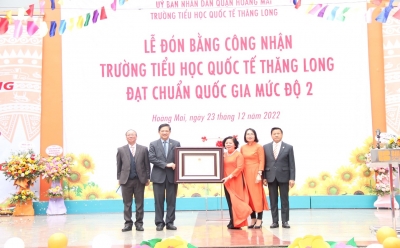 ỦY BAN NHÂN DÂN QUẬN HOÀNG MAI
TRƯỜNG TIỂU HỌC QUỐC TẾ THĂNG LONG
LỄ ĐÓN BẰNG CÔNG NHẬN
TRƯỜNG TIỂU HỌC QUỐC TẾ THĂNG LONG
ĐẠT CHUẨN QUỐC GIA MỨC ĐỘ 2
Hoàng Mai, ngày 23 tháng 12 năm 2022